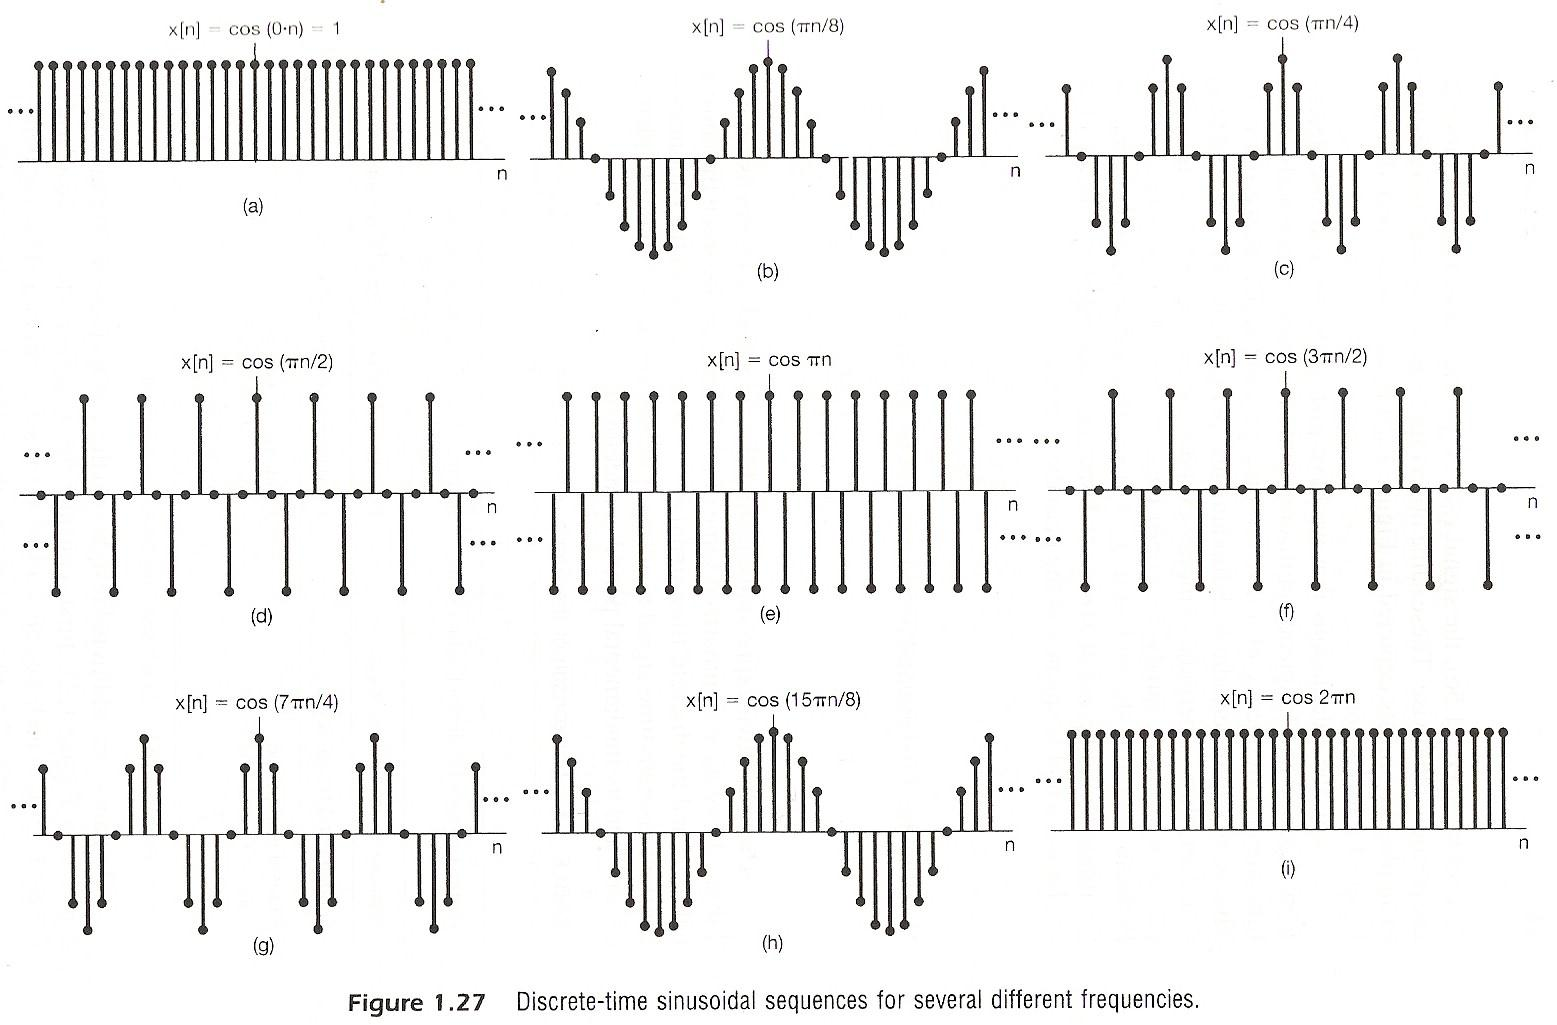 x[n] = cos (0·n) = 1
x[n] = cos (πn/8)
x[n] = cos (πn/4)
n
n
n
(a)
(b)
(c)
x[n] = cos (πn/2)
x[n] = cos πn
x[n] = cos (3πn/2)
n
n
n
(d)
(e)
(f)
x[n] = cos (7πn/4)
x[n] = cos (15πn/8)
x[n] = cos 2πn
n
n
n
(g)
(h)
(i)
Figure 1.27 Discrete-time sinusoidal sequences for several different frequencies.